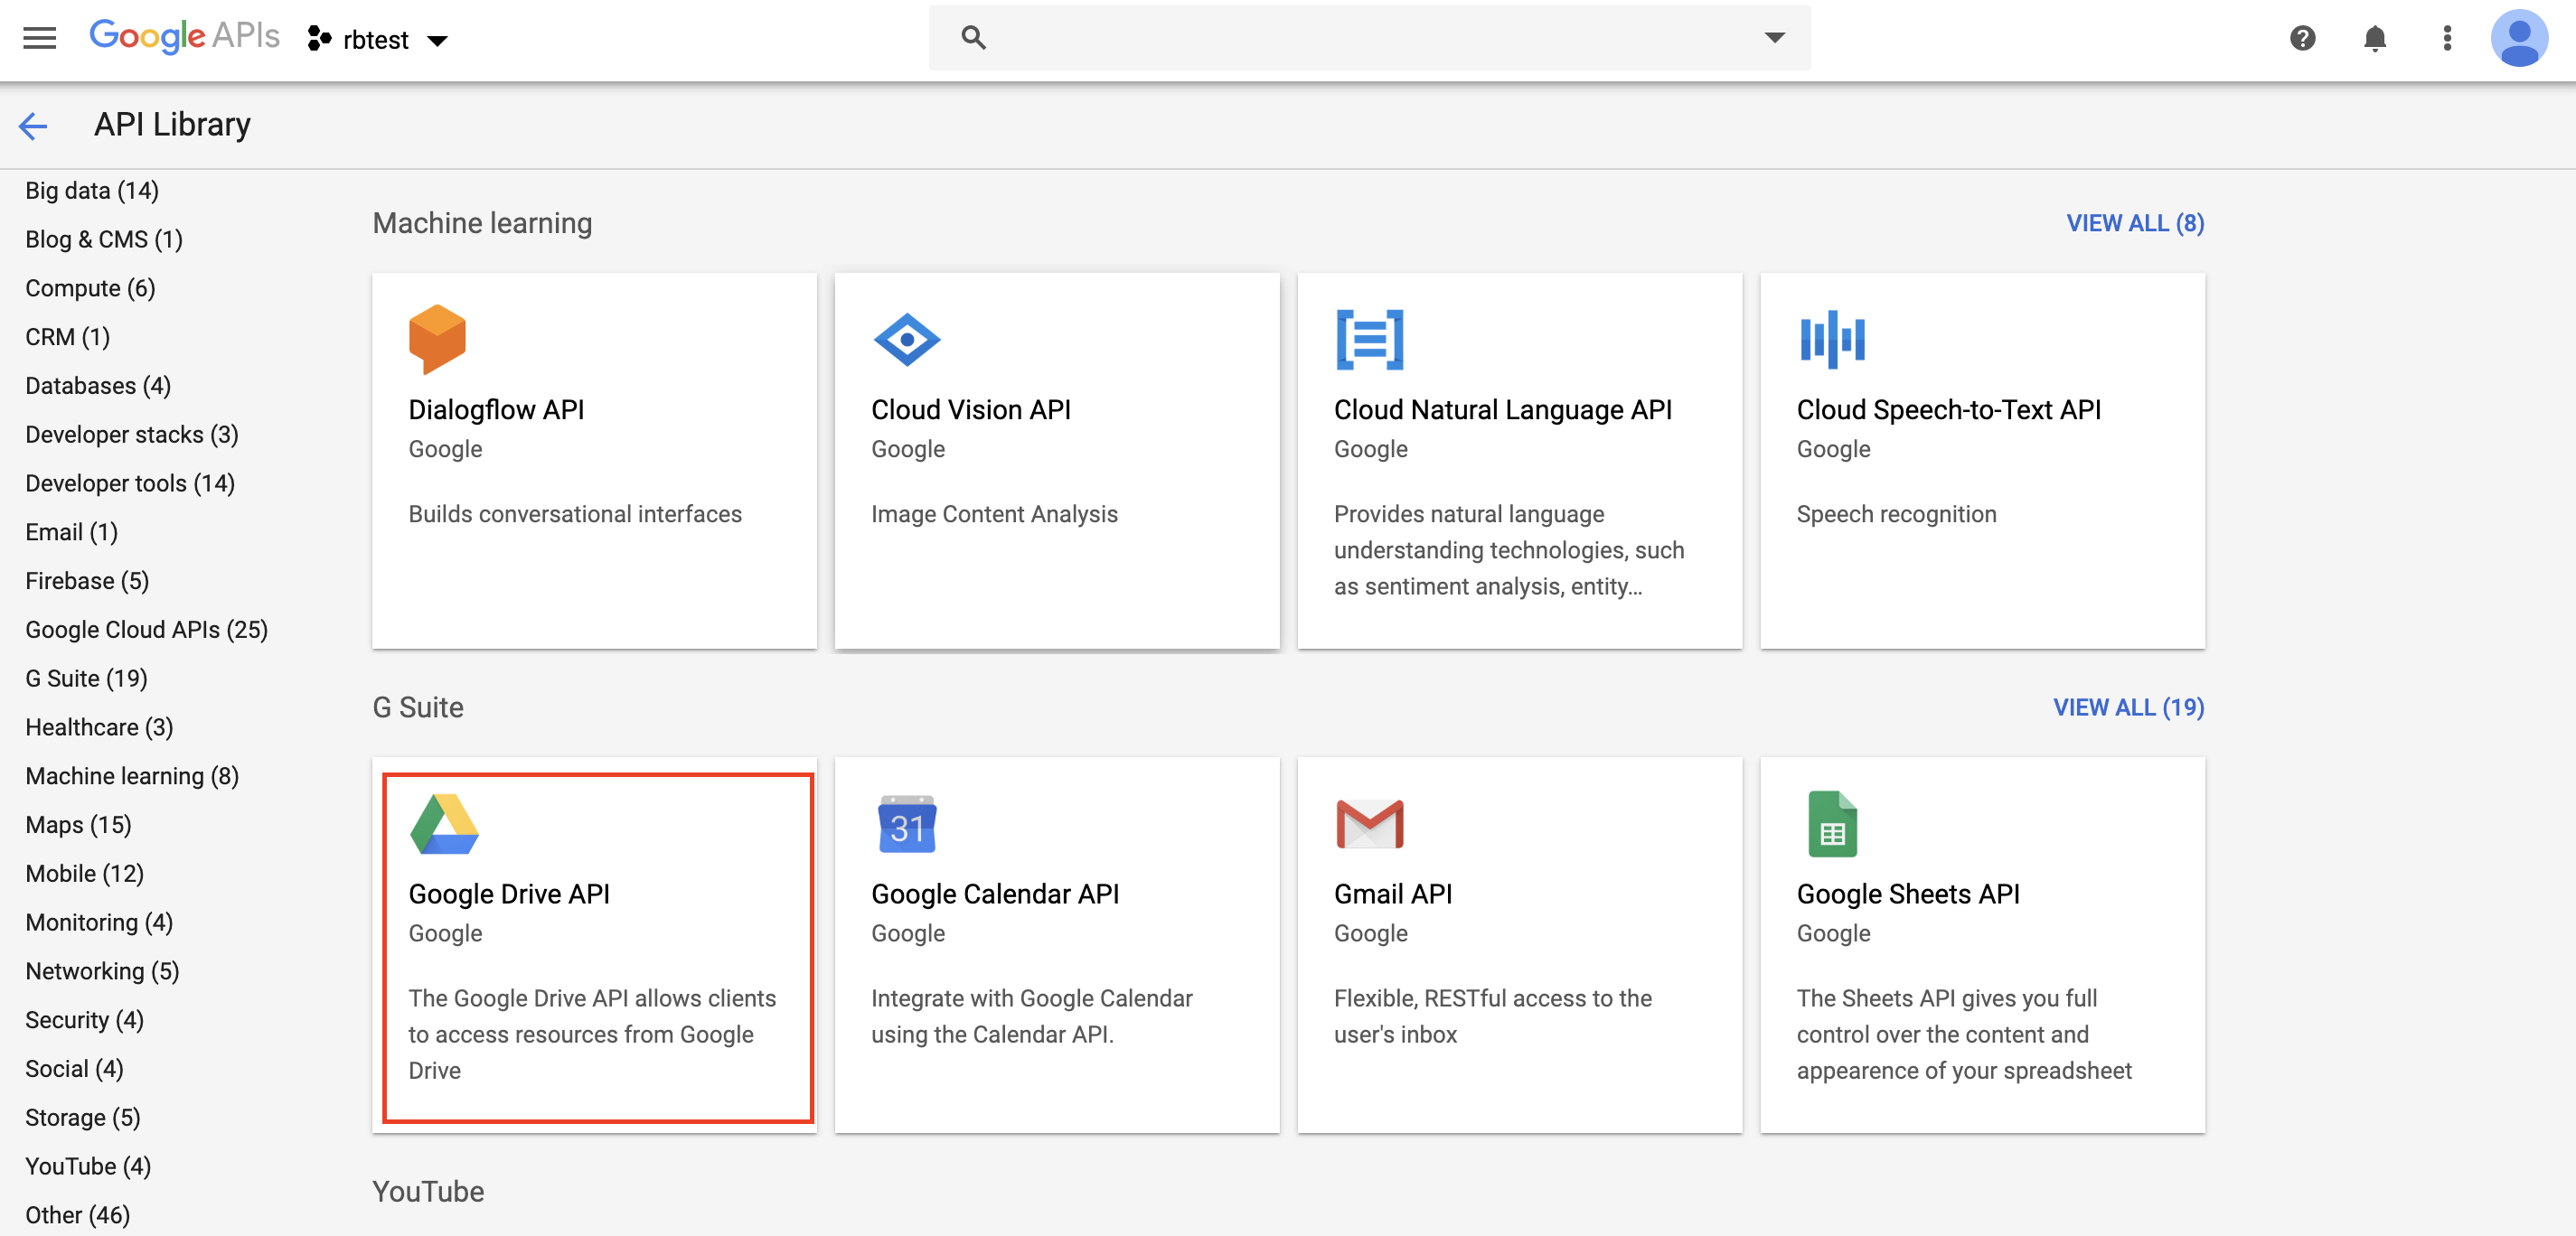 Google APIs
rbtest
API Library
Big data (14)
Blog & CMS (1)
Compute (6)
CRM (1)
Databases (4)
Developer stacks (3)
Developer tools (14)
Email (1)
Firebase (5)
Google Cloud APIs (25)
G Suite (19)
Healthcare (3)
Machine learning (8)
Maps (15)
Mobile (12)
Monitoring (4)
Networking (5)
Security (4)
Social (4)
Storage (5)
YouTube (4)
Other (46)
Machine learning
VIEW ALL (8)
Dialogflow API
Google
Builds conversational interfaces
Cloud Vision API
Google
Image Content Analysis
Cloud Natural Language API
Google
Provides natural language
understanding technologies, such
as sentiment analysis, entity...
Cloud Speech-to-Text API
Google
Speech recognition
G Suite
VIEW ALL (19)
Google Drive API
Google
The Google Drive API allows clients
to access resources from Google
Drive
31
Google Calendar API
Google
Integrate with Google Calendar
using the Calendar API.
Gmail API
Google
Flexible, RESTful access to the
user's inbox
Google Sheets API
Google
The Sheets API gives you full
control over the content and
appearence of your spreadsheet
YouTube